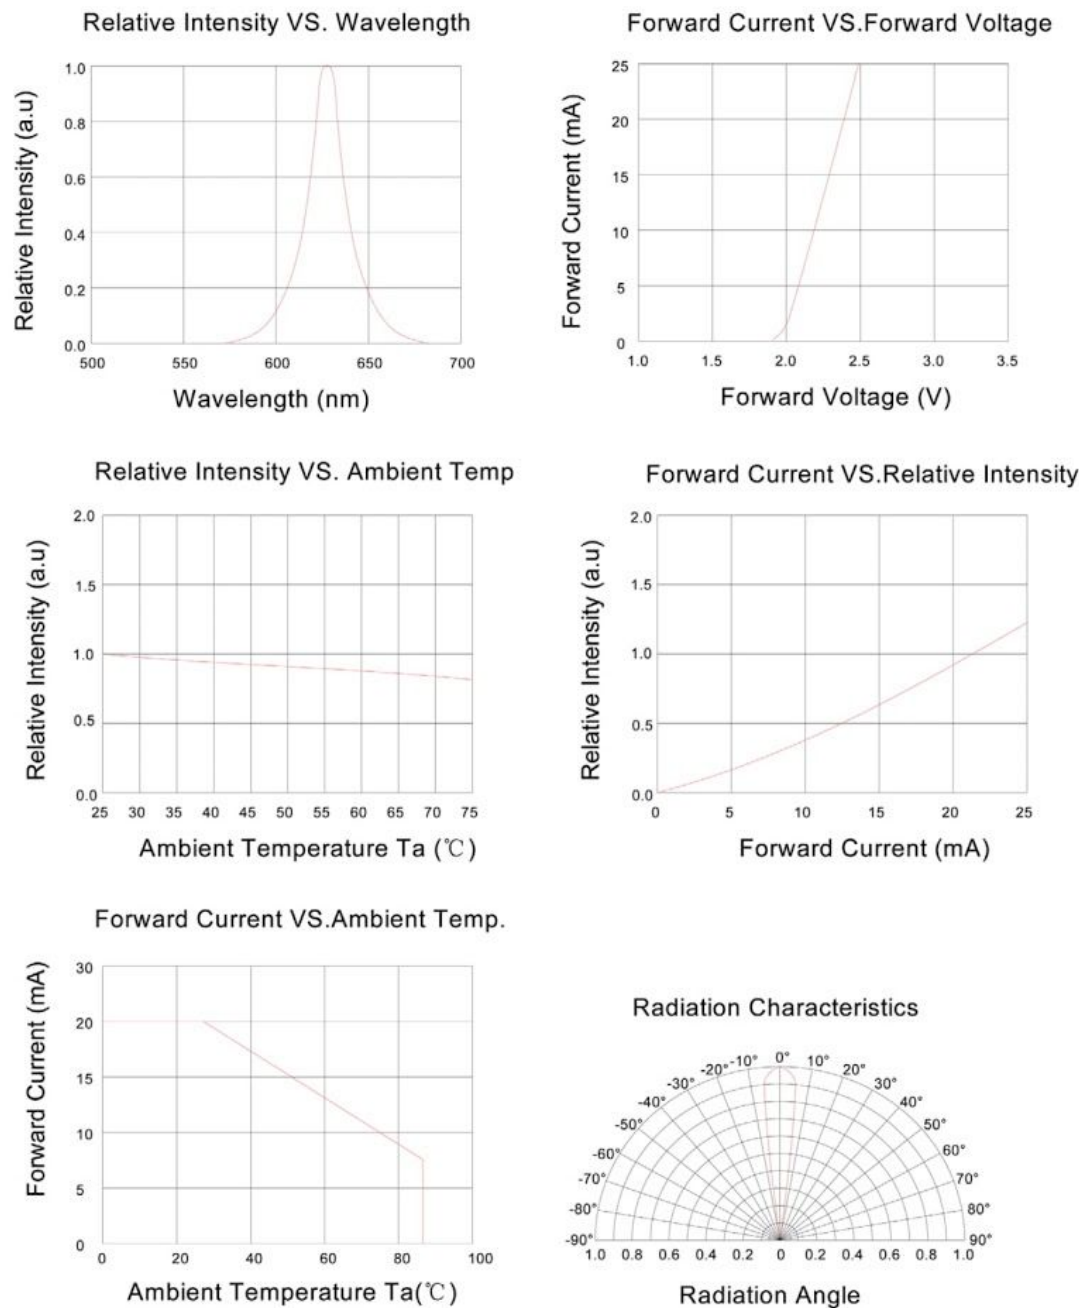 Relative Intensity VS. Wavelength
Relative Intensity (a.u)
1.0
0.8
0.6
0.4
0.2
0.0
500 550 600 650 700
Wavelength (nm)
Forward Current VS.Forward Voltage
Forward Current (mA)
25
20
15
10
5
0
1.0 1.5 2.0 2.5 3.0 3.5
Forward Voltage (V)
Relative Intensity VS. Ambient Temp
Relative Intensity (a.u)
2.0
1.5
1.0
0.5
0.0
25 30 35 40 45 50 55 60 65 70 75
Ambient Temperature Ta (℃)
Forward Current VS.Relative Intensity
Relative Intensity (a.u)
2.0
1.5
1.0
0.5
0.0
0 5 10 15 20 25
Forward Current (mA)
Forward Current VS.Ambient Temp.
Forward Current (mA)
30
20
15
10
5
0
0 20 40 60 80 100
Ambient Temperature Ta(℃)
Radiation Characteristics
-90° -80° -70° -60° -50° -40° -30° -20° -10° 0° 10° 20° 30° 40° 50° 60° 70° 80° 90°
1.0 0.8 0.6 0.4 0.2 0 0.2 0.4 0.6 0.8 1.0
Radiation Angle